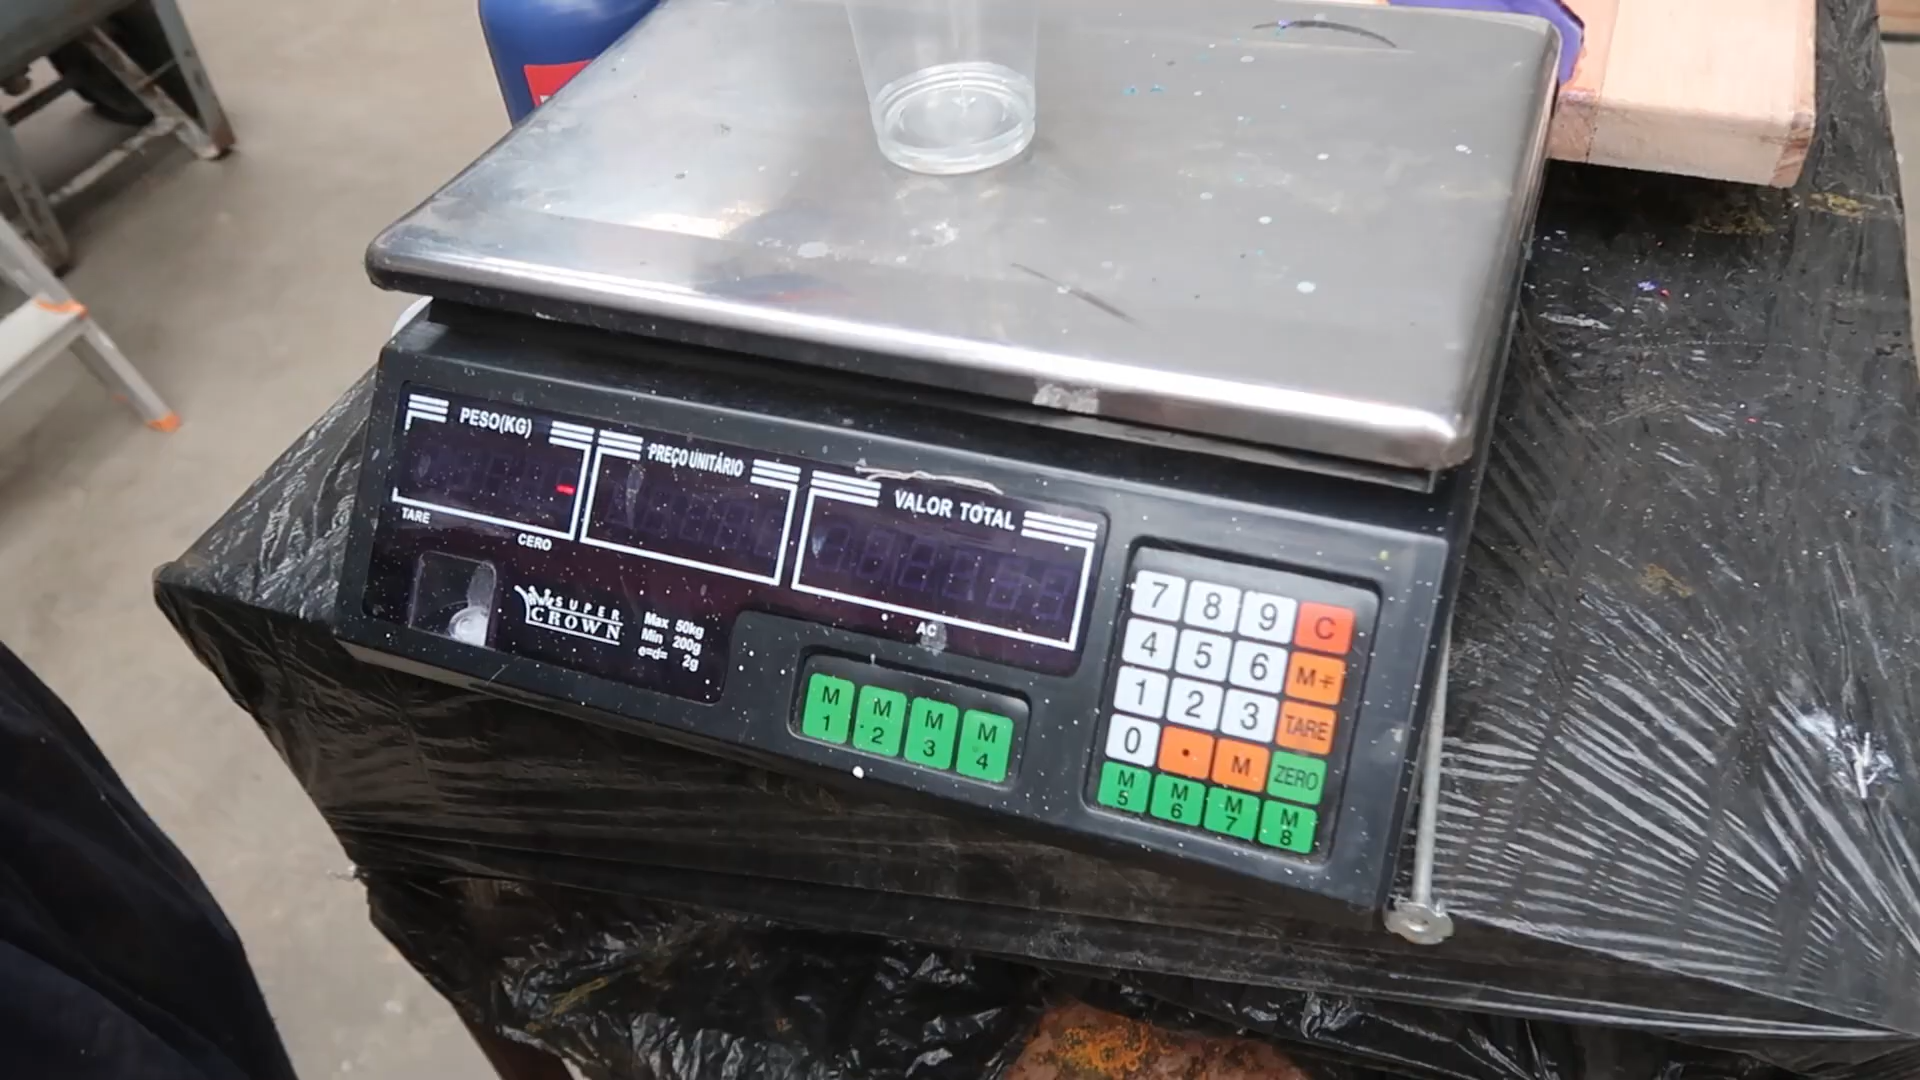 PESO(KG)
PREÇO UNITÁRIO
VALOR TOTAL
TARE
CERO
AC
SUPER
CROWN
Max 50kg
Min 200g
e=d= 2g
M 1
M 2
M 3
M 4
7 8 9 C
4 5 6 M+
1 2 3 TARE
0 • M ZERO
M 5
M 6
M 7
M 8